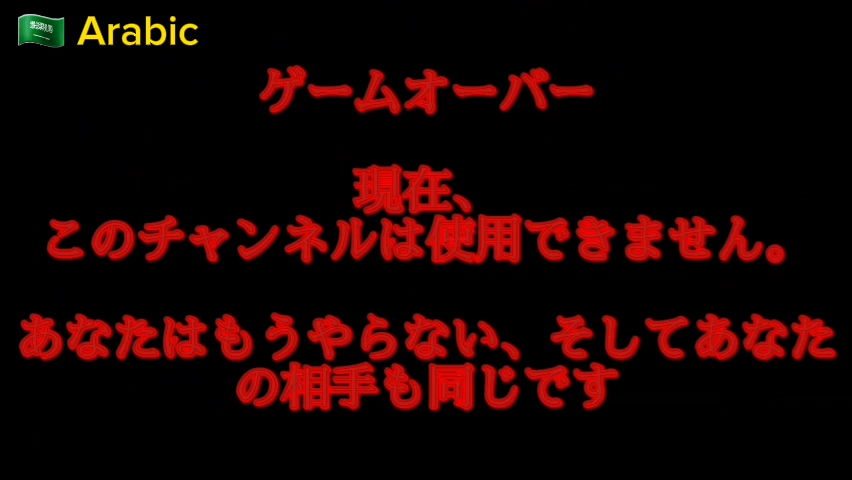 Arabic
ゲームオーバー
現在、
このチャンネルは使用できません。
あなたはもうやらない、そしてあなた
の相手も同じです